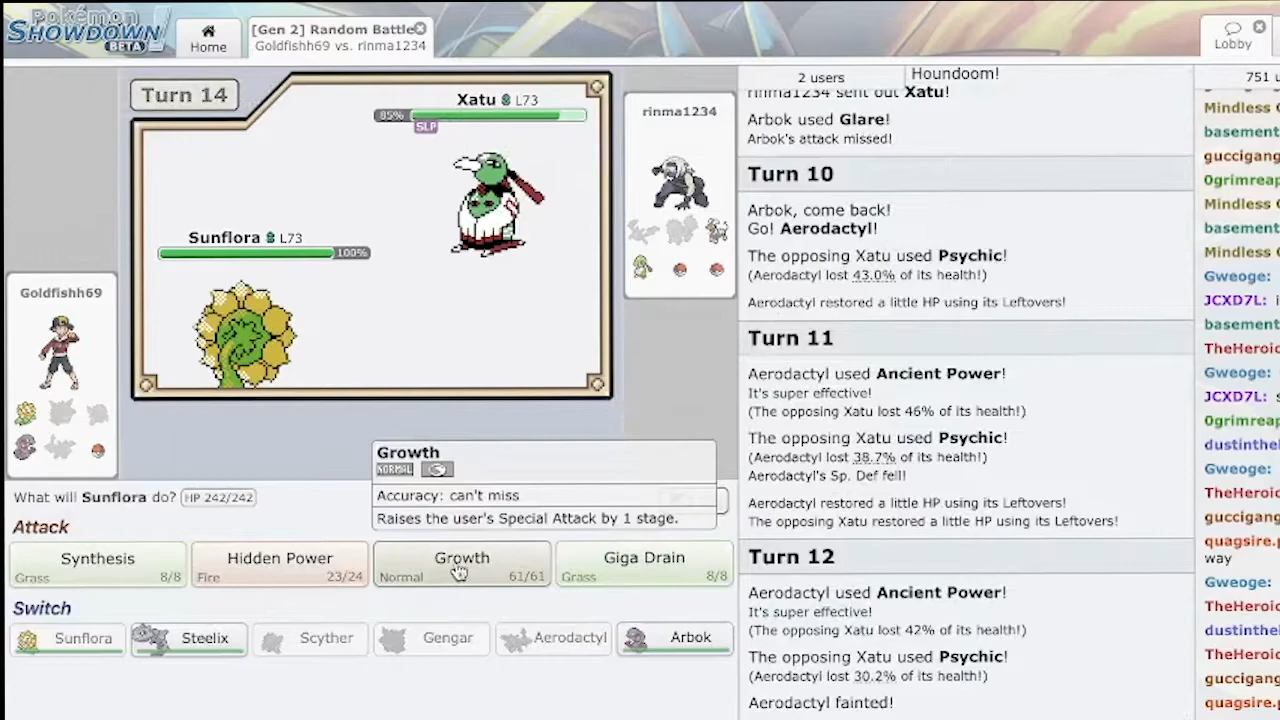 Pokémon
SHOWDOWN!
BETA
Home
[Gen 2] Random Battle
Goldfishh69 vs. rinma1234
Lobby
Turn 14
Xatu L73
85%
SLP
Sunflora L73
100%
rinma1234
Goldfishh69
What will Sunflora do? HP 242/242
Growth
NORMAL
Accuracy: can't miss
Raises the user's Special Attack by 1 stage.
Attack
Synthesis
Grass 8/8
Hidden Power
Fire 23/24
Growth
Normal 61/61
Giga Drain
Grass 8/8
Switch
Sunflora
Steelix
Scyther
Gengar
Aerodactyl
Arbok
2 users
Houndoom!
rinma1234 sent out Xatu!
Arbok used Glare!
Arbok's attack missed!
Turn 10
Arbok, come back!
Go! Aerodactyl!
The opposing Xatu used Psychic!
(Aerodactyl lost 43.0% of its health!)
Aerodactyl restored a little HP using its Leftovers!
Turn 11
Aerodactyl used Ancient Power!
It's super effective!
(The opposing Xatu lost 46% of its health!)
The opposing Xatu used Psychic!
(Aerodactyl lost 38.7% of its health!)
Aerodactyl's Sp. Def fell!
Aerodactyl restored a little HP using its Leftovers!
The opposing Xatu restored a little HP using its Leftovers!
Turn 12
Aerodactyl used Ancient Power!
It's super effective!
(The opposing Xatu lost 42% of its health!)
The opposing Xatu used Psychic!
(Aerodactyl lost 30.2% of its health!)
Aerodactyl fainted!
751 u
Mindless
basement
guccigang
0grimreap
Mindless
basement
Mindless
Gweoge:
JCXD7L: i
basement
TheHeroic
Gweoge:
JCXD7L: s
0grimreap
dustinthe
Gweoge:
TheHeroic
guccigang
quagsire.p
way
Gweoge:
TheHeroic
dustinthe
TheHeroic
guccigang
quagsire.p